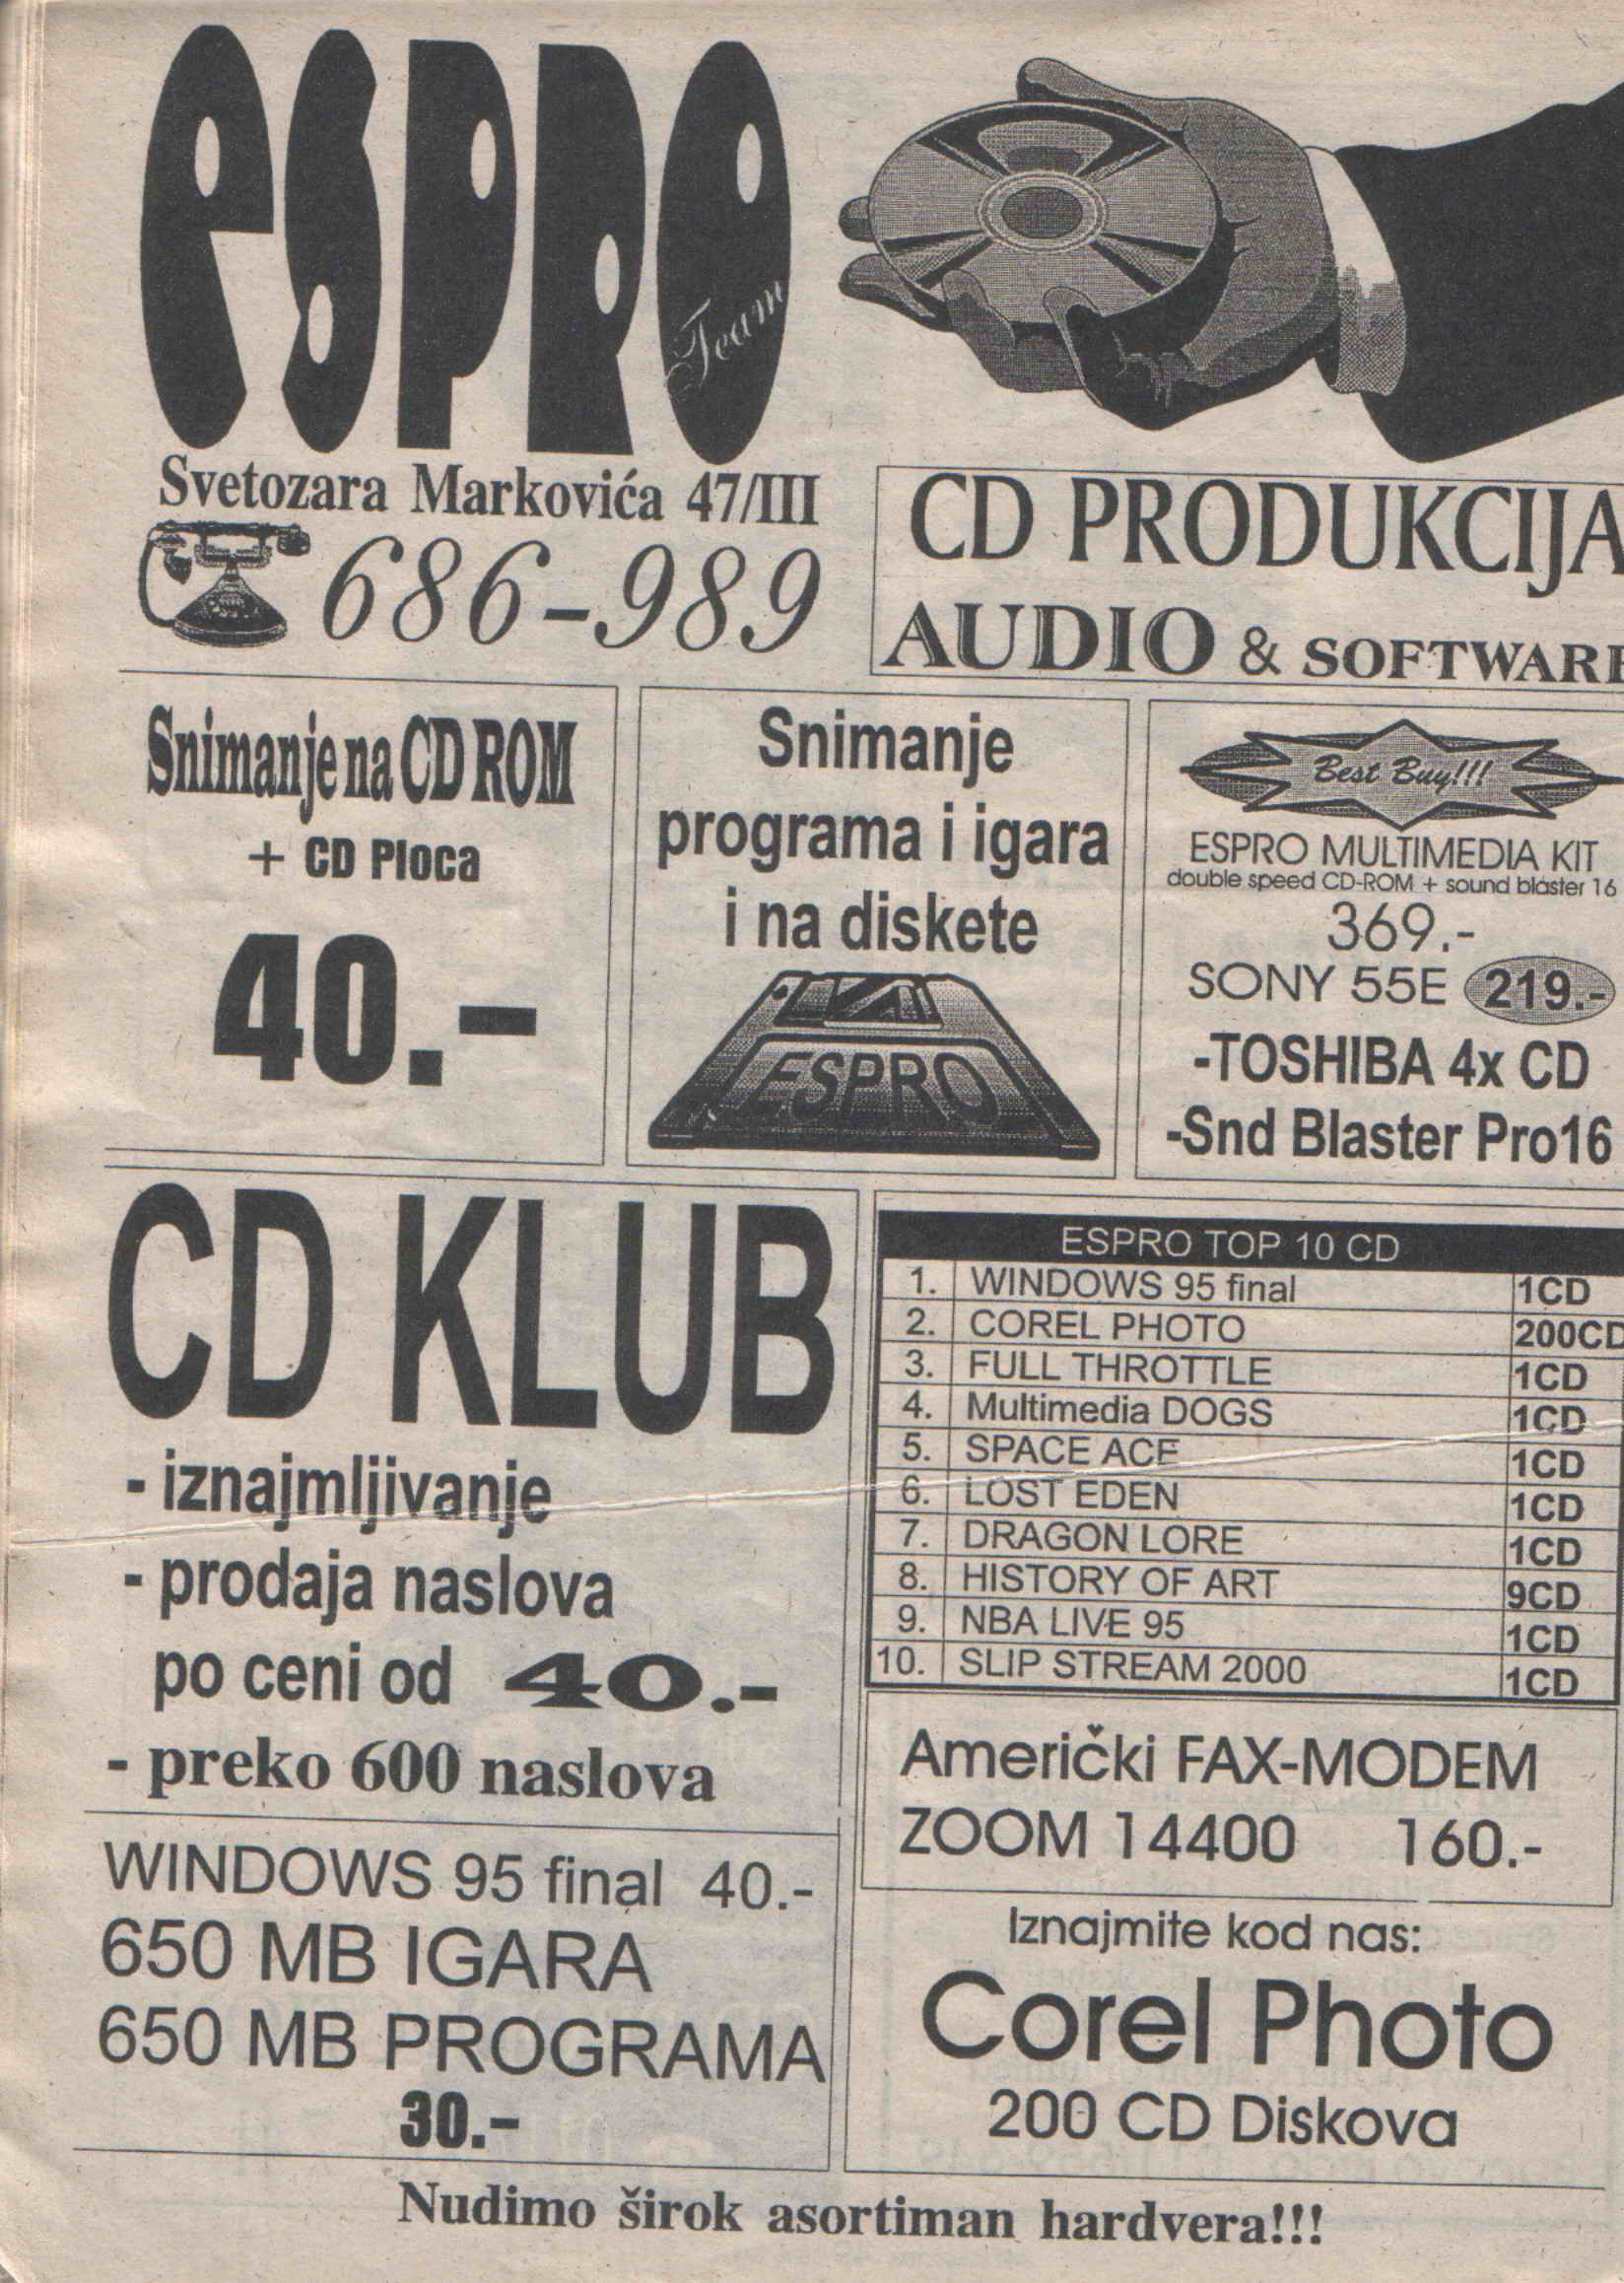 eSPRO
Team
Svetozara Markovića 47/III
686-989
CD PRODUKCIJA
AUDIO & SOFTWARE
Snimanje na CD ROM
+ CD Ploca
40.-
Snimanje
programa i igara
i na diskete
ESPRO
Best Buy!!!
ESPRO MULTIMEDIA KIT
double speed CD-ROM + sound blaster 16
369.-
SONY 55E 219.-
-TOSHIBA 4x CD
-Snd Blaster Pro16
CD KLUB
- iznajmljivanje
- prodaja naslova
po ceni od 40.-
- preko 600 naslova
ESPRO TOP 10 CD
1. WINDOWS 95 final 1CD
2. COREL PHOTO 200CD
3. FULL THROTTLE 1CD
4. Multimedia DOGS 1CD
5. SPACE ACE 1CD
6. LOST EDEN 1CD
7. DRAGON LORE 1CD
8. HISTORY OF ART 9CD
9. NBA LIVE 95 1CD
10. SLIP STREAM 2000 1CD
WINDOWS 95 final 40.-
650 MB IGARA
650 MB PROGRAMA
30.-
Američki FAX-MODEM
ZOOM 14400 160.-
Iznajmite kod nas:
Corel Photo
200 CD Diskova
Nudimo širok asortiman hardvera!!!